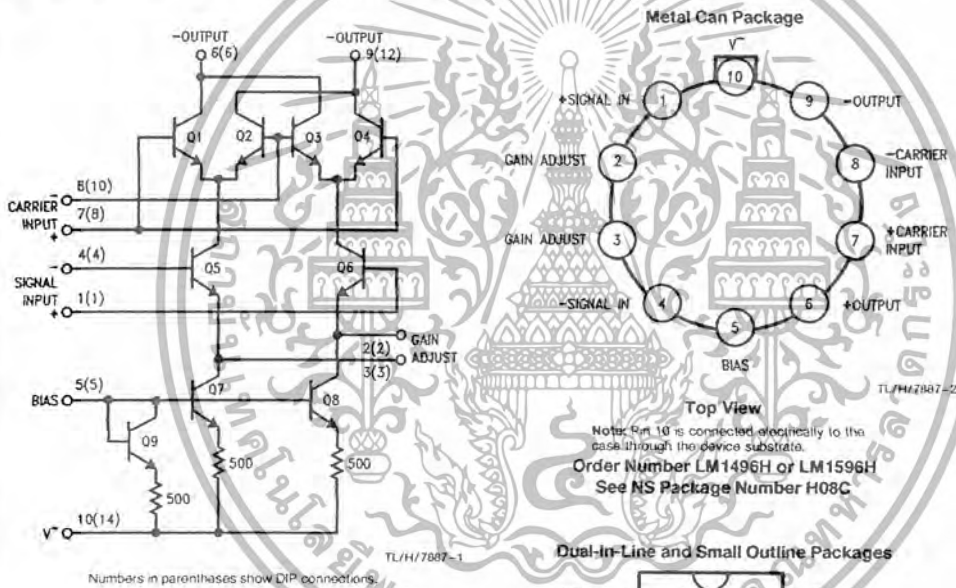 -OUTPUT
6(6)
-OUTPUT
9(12)
Q1
Q2
Q3
Q4
8(10)
-
CARRIER
INPUT
7(8)
+
4(4)
-
SIGNAL
INPUT
1(1)
+
Q5
Q6
GAIN
ADJUST
2(2)
3(3)
5(5)
BIAS
Q7
Q8
Q9
500
500
500
10(14)
V-
TL/H/7887-1
Numbers in parentheses show DIP connections.
Metal Can Package
V-
10
+SIGNAL IN
1
9
-OUTPUT
GAIN ADJUST
2
8
-CARRIER
INPUT
GAIN ADJUST
3
7
+CARRIER
INPUT
-SIGNAL IN
4
6
+OUTPUT
5
BIAS
TL/H/7887-2
Top View
Note: Pin 10 is connected electrically to the
case through the device substrate.
Order Number LM1496H or LM1596H
See NS Package Number H08C
Dual-In-Line and Small Outline Packages